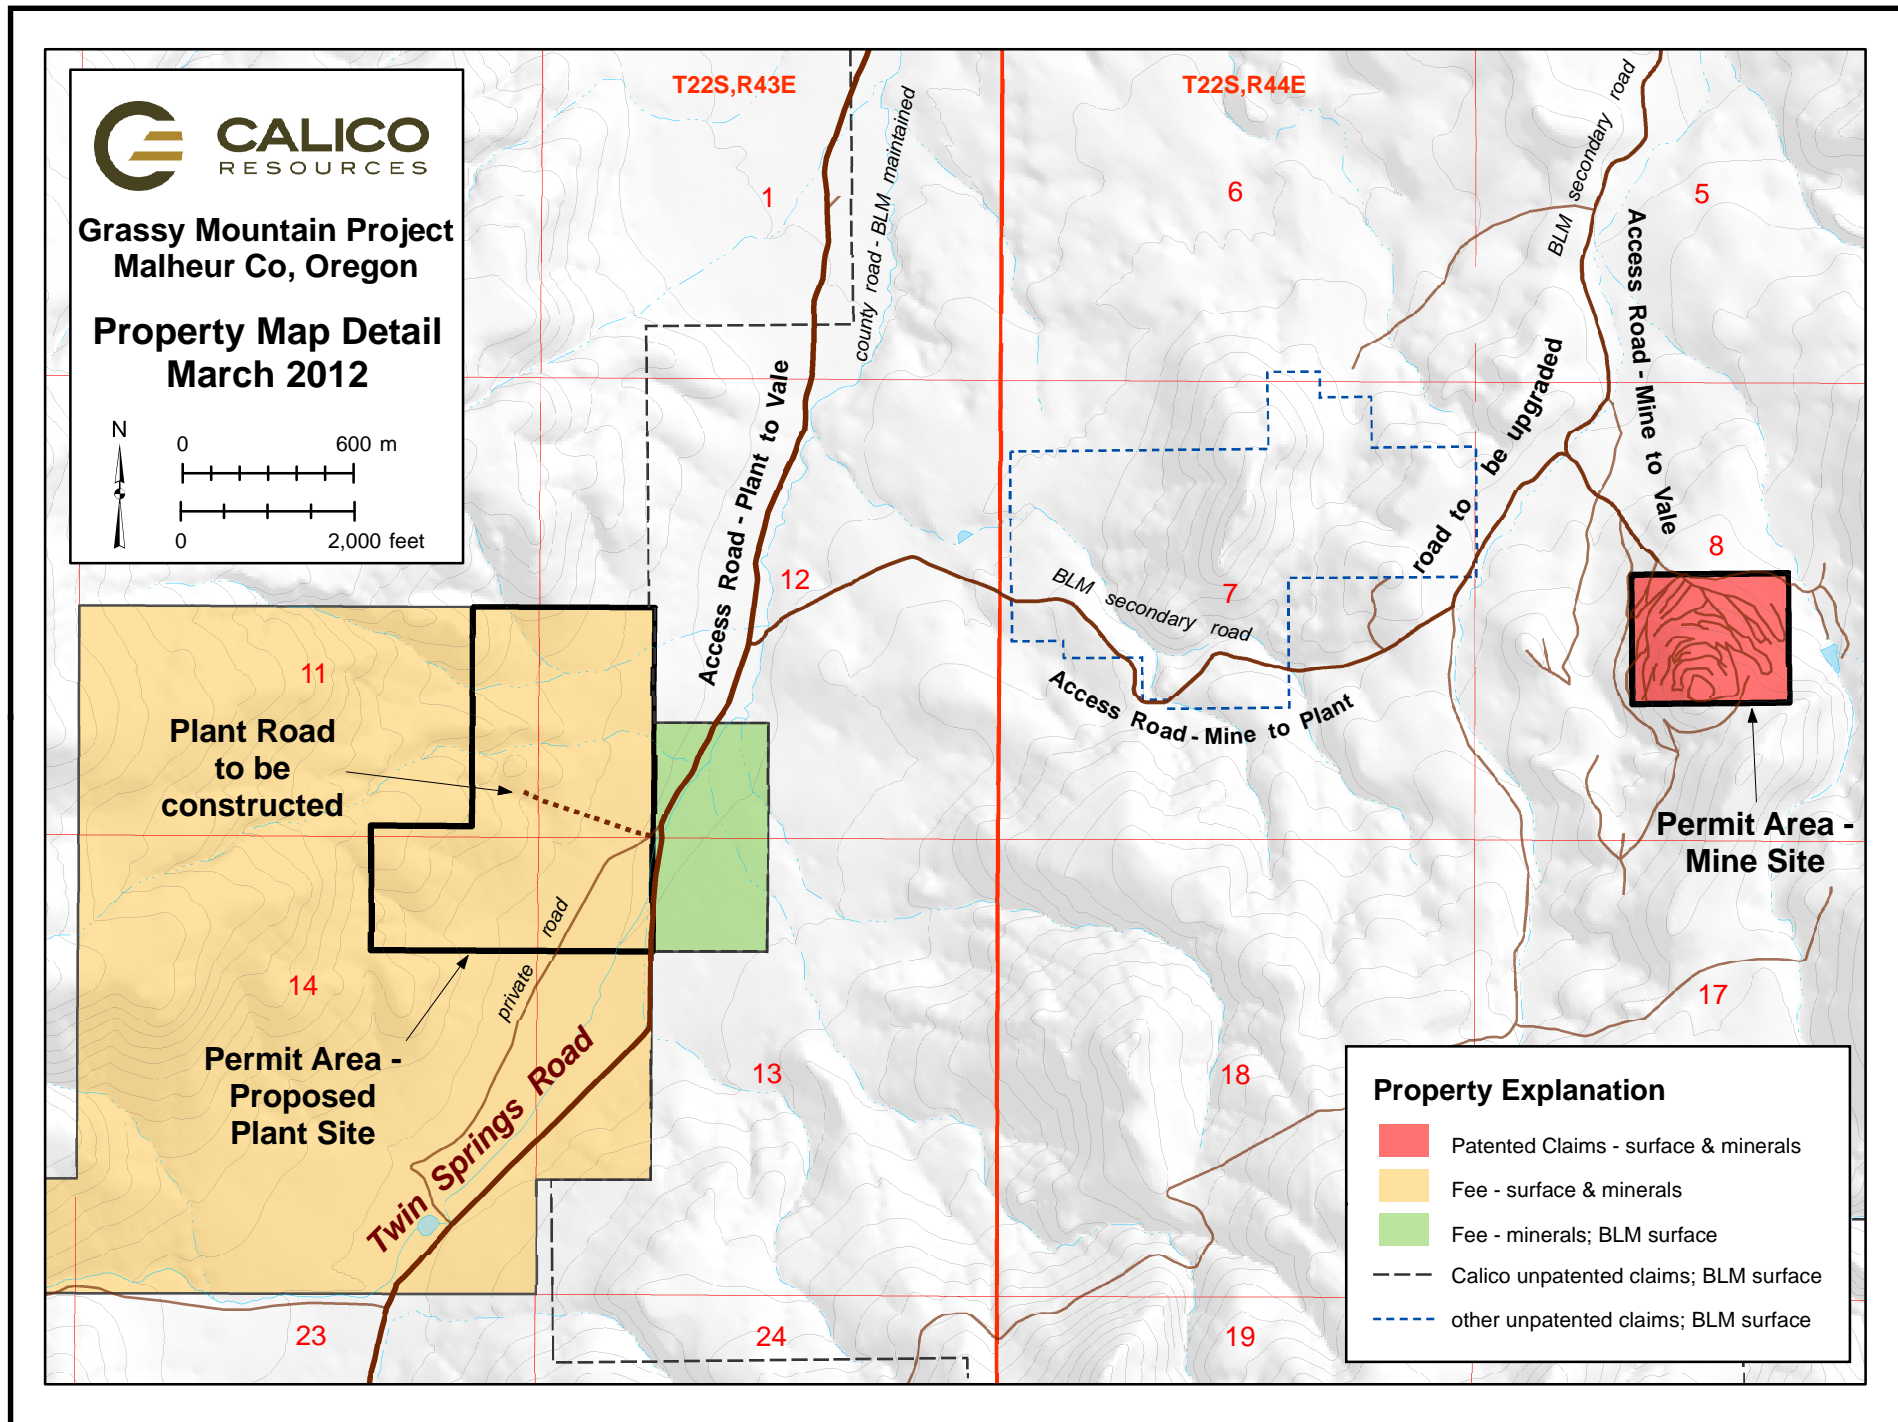 CALICO
RESOURCES
Grassy Mountain Project
Malheur Co, Oregon
Property Map Detail
March 2012
N
0 600 m
0 2,000 feet
T22S,R43E
T22S,R44E
1
6
5
county road - BLM maintained
BLM secondary road
Access Road - Mine to Vale
Access Road - Plant to Vale
road to be upgraded
12
7
8
BLM secondary road
Access Road - Mine to Plant
11
Plant Road
to be
constructed
Permit Area -
Mine Site
private road
14
Permit Area -
Proposed
Plant Site
Twin Springs Road
13
18
17
23
24
19
Property Explanation
Patented Claims - surface & minerals
Fee - surface & minerals
Fee - minerals; BLM surface
Calico unpatented claims; BLM surface
other unpatented claims; BLM surface